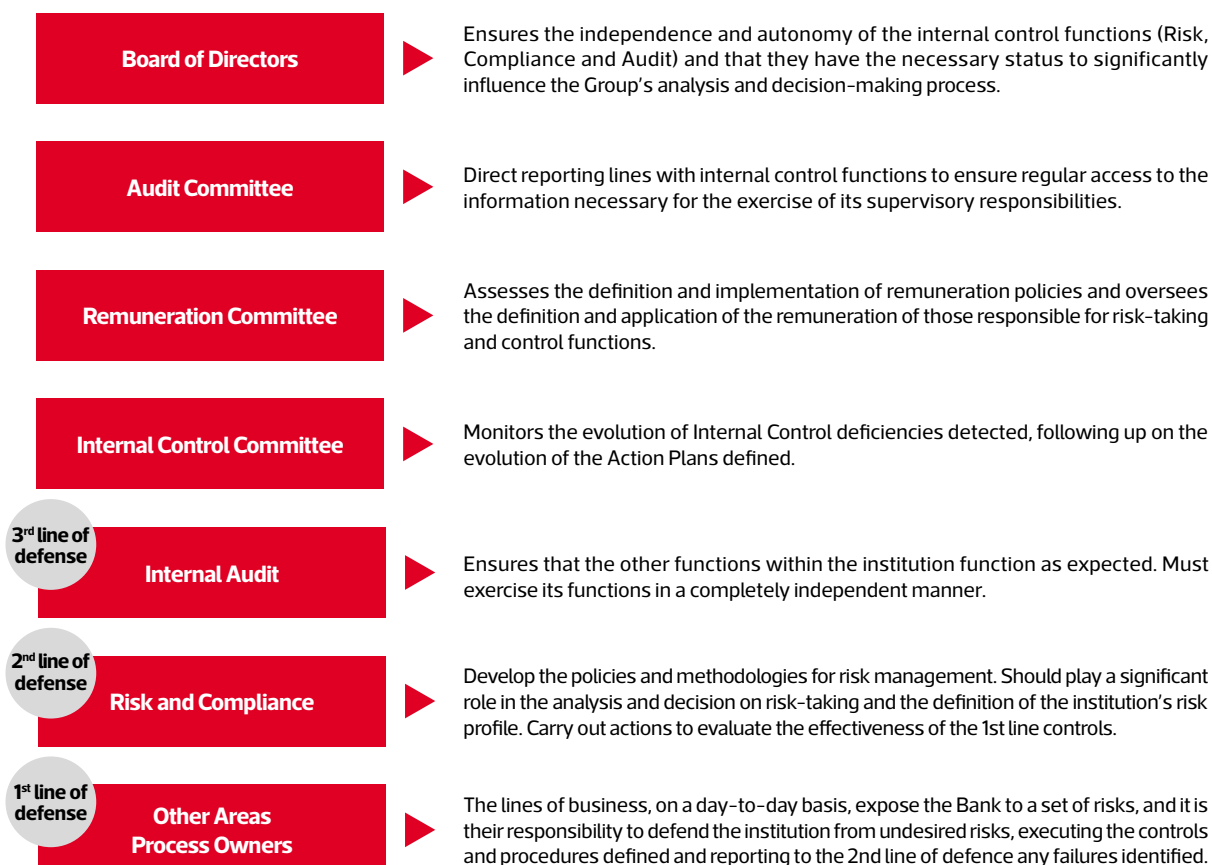 Board of Directors
Ensures the independence and autonomy of the internal control functions (Risk,
Compliance and Audit) and that they have the necessary status to significantly
influence the Group's analysis and decision-making process.
Audit Committee
Direct reporting lines with internal control functions to ensure regular access to the
information necessary for the exercise of its supervisory responsibilities.
Remuneration Committee
Assesses the definition and implementation of remuneration policies and oversees
the definition and application of the remuneration of those responsible for risk-taking
and control functions.
Internal Control Committee
Monitors the evolution of Internal Control deficiencies detected, following up on the
evolution of the Action Plans defined.
3rd line of
defense
Internal Audit
Ensures that the other functions within the institution function as expected. Must
exercise its functions in a completely independent manner.
2nd line of
defense
Risk and Compliance
Develop the policies and methodologies for risk management. Should play a significant
role in the analysis and decision on risk-taking and the definition of the institution's risk
profile. Carry out actions to evaluate the effectiveness of the 1st line controls.
1st line of
defense
Other Areas
Process Owners
The lines of business, on a day-to-day basis, expose the Bank to a set of risks, and it is
their responsibility to defend the institution from undesired risks, executing the controls
and procedures defined and reporting to the 2nd line of defence any failures identified.